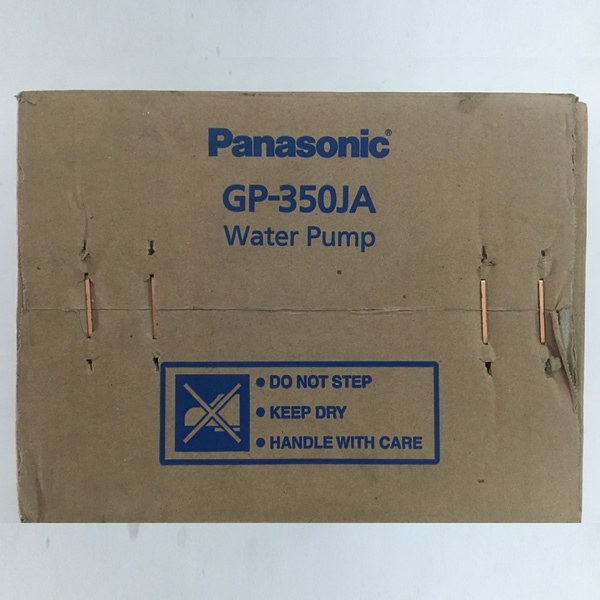 Panasonic®
GP-350JA
Water Pump
• DO NOT STEP
• KEEP DRY
• HANDLE WITH CARE